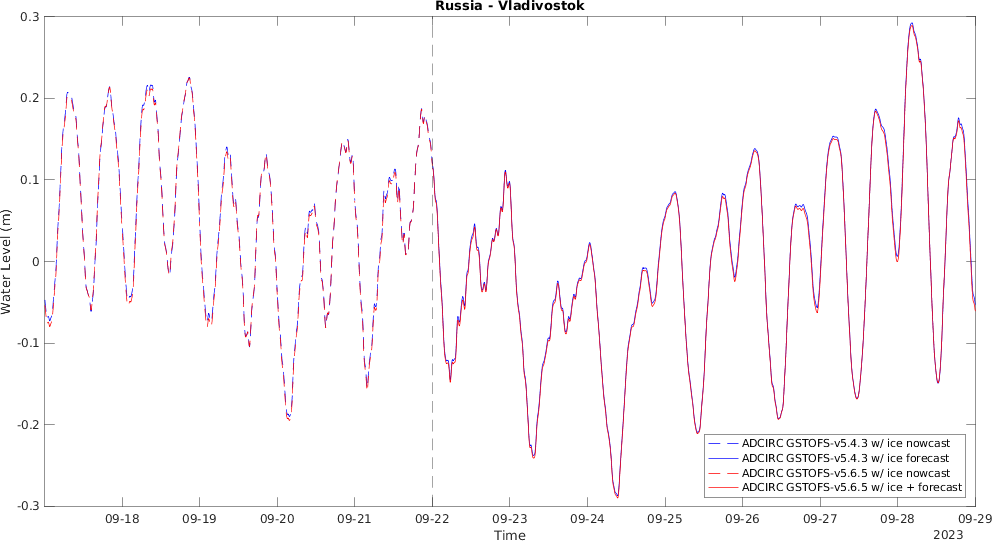 Russia - Vladivostok
0.3
0.2
0.1
0
-0.1
-0.2
-0.3
Water Level (m)
ADCIRC GSTOFS-v5.4.3 w/ ice nowcast
ADCIRC GSTOFS-v5.4.3 w/ ice forecast
ADCIRC GSTOFS-v5.6.5 w/ ice nowcast
ADCIRC GSTOFS-v5.6.5 w/ ice + forecast
09-18 09-19 09-20 09-21 09-22 09-23 09-24 09-25 09-26 09-27 09-28 09-29
Time
2023